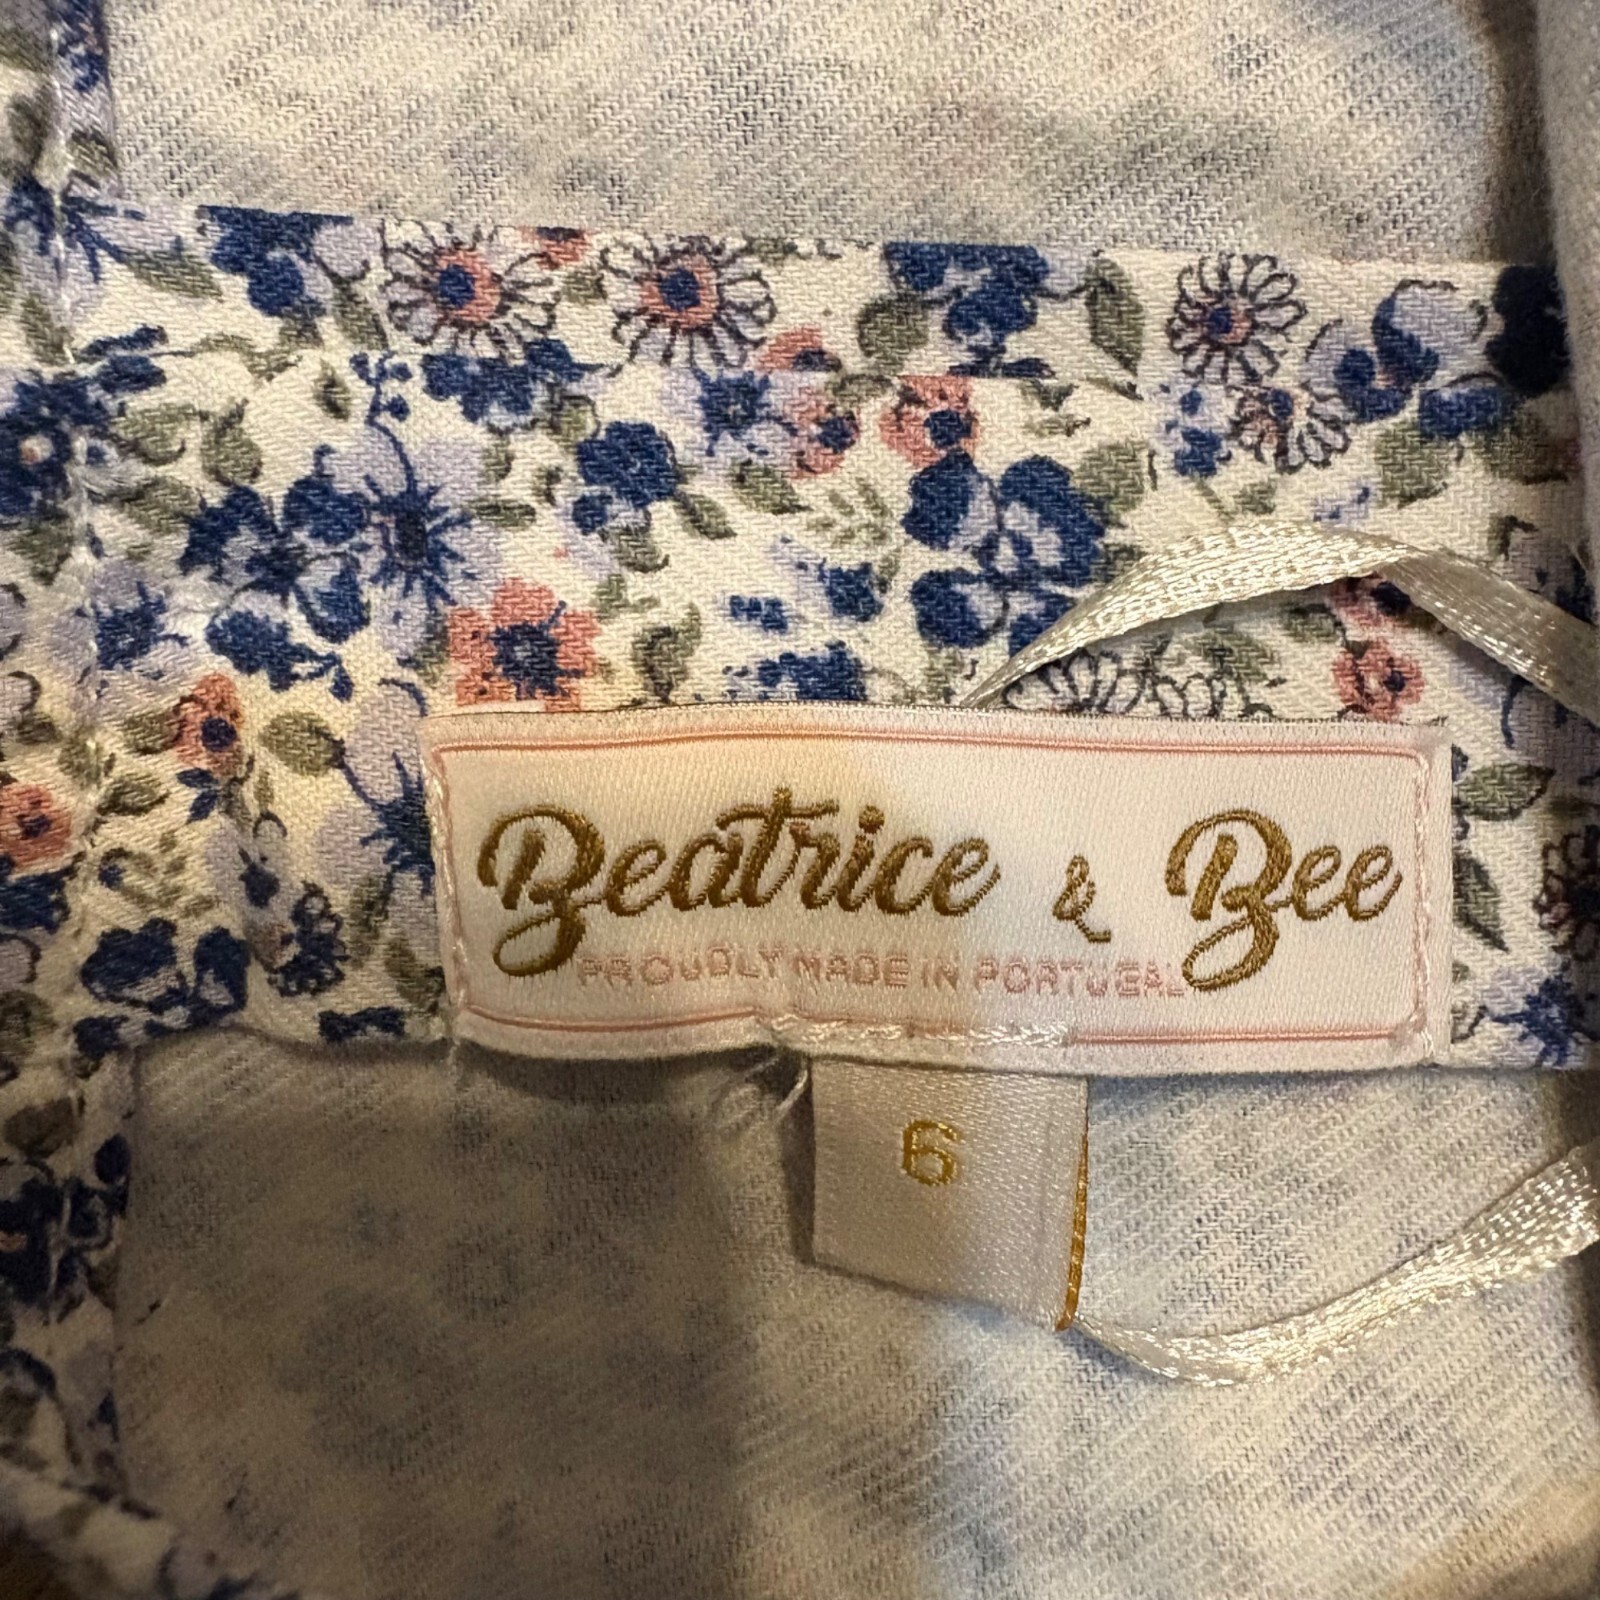 Beatrice & Bee
PROUDLY MADE IN PORTUGAL
6